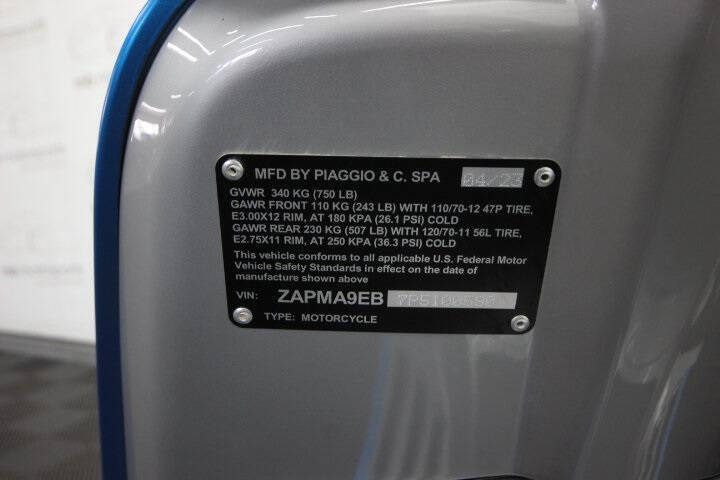 MFD BY PIAGGIO & C. SPA 04/23
GVWR 340 KG (750 LB)
GAWR FRONT 110 KG (243 LB) WITH 110/70-12 47P TIRE,
E3.00X12 RIM, AT 180 KPA (26.1 PSI) COLD
GAWR REAR 230 KG (507 LB) WITH 120/70-11 56L TIRE,
E2.75X11 RIM, AT 250 KPA (36.3 PSI) COLD
This vehicle conforms to all applicable U.S. Federal Motor
Vehicle Safety Standards in effect on the date of
manufacture shown above
VIN: ZAPMA9EB
TYPE: MOTORCYCLE